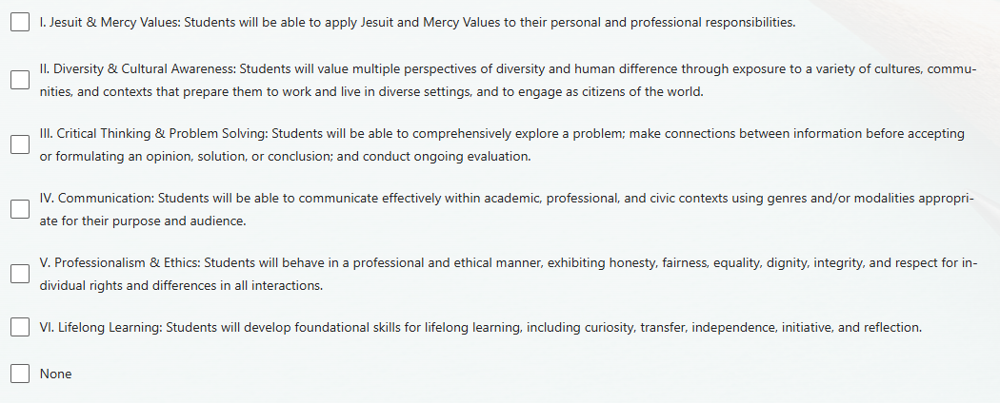 I. Jesuit & Mercy Values: Students will be able to apply Jesuit and Mercy Values to their personal and professional responsibilities.
II. Diversity & Cultural Awareness: Students will value multiple perspectives of diversity and human difference through exposure to a variety of cultures, commu-
nities, and contexts that prepare them to work and live in diverse settings, and to engage as citizens of the world.
III. Critical Thinking & Problem Solving: Students will be able to comprehensively explore a problem; make connections between information before accepting
or formulating an opinion, solution, or conclusion; and conduct ongoing evaluation.
IV. Communication: Students will be able to communicate effectively within academic, professional, and civic contexts using genres and/or modalities appropri-
ate for their purpose and audience.
V. Professionalism & Ethics: Students will behave in a professional and ethical manner, exhibiting honesty, fairness, equality, dignity, integrity, and respect for in-
dividual rights and differences in all interactions.
VI. Lifelong Learning: Students will develop foundational skills for lifelong learning, including curiosity, transfer, independence, initiative, and reflection.
None